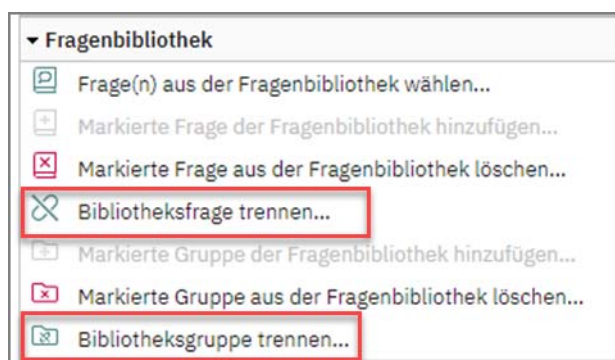 Fragenbibliothek
Frage(n) aus der Fragenbibliothek wählen...
Markierte Frage der Fragenbibliothek hinzufügen...
Markierte Frage aus der Fragenbibliothek löschen...
Bibliotheksfrage trennen...
Markierte Gruppe der Fragenbibliothek hinzufügen...
Markierte Gruppe aus der Fragenbibliothek löschen...
Bibliotheksgruppe trennen...